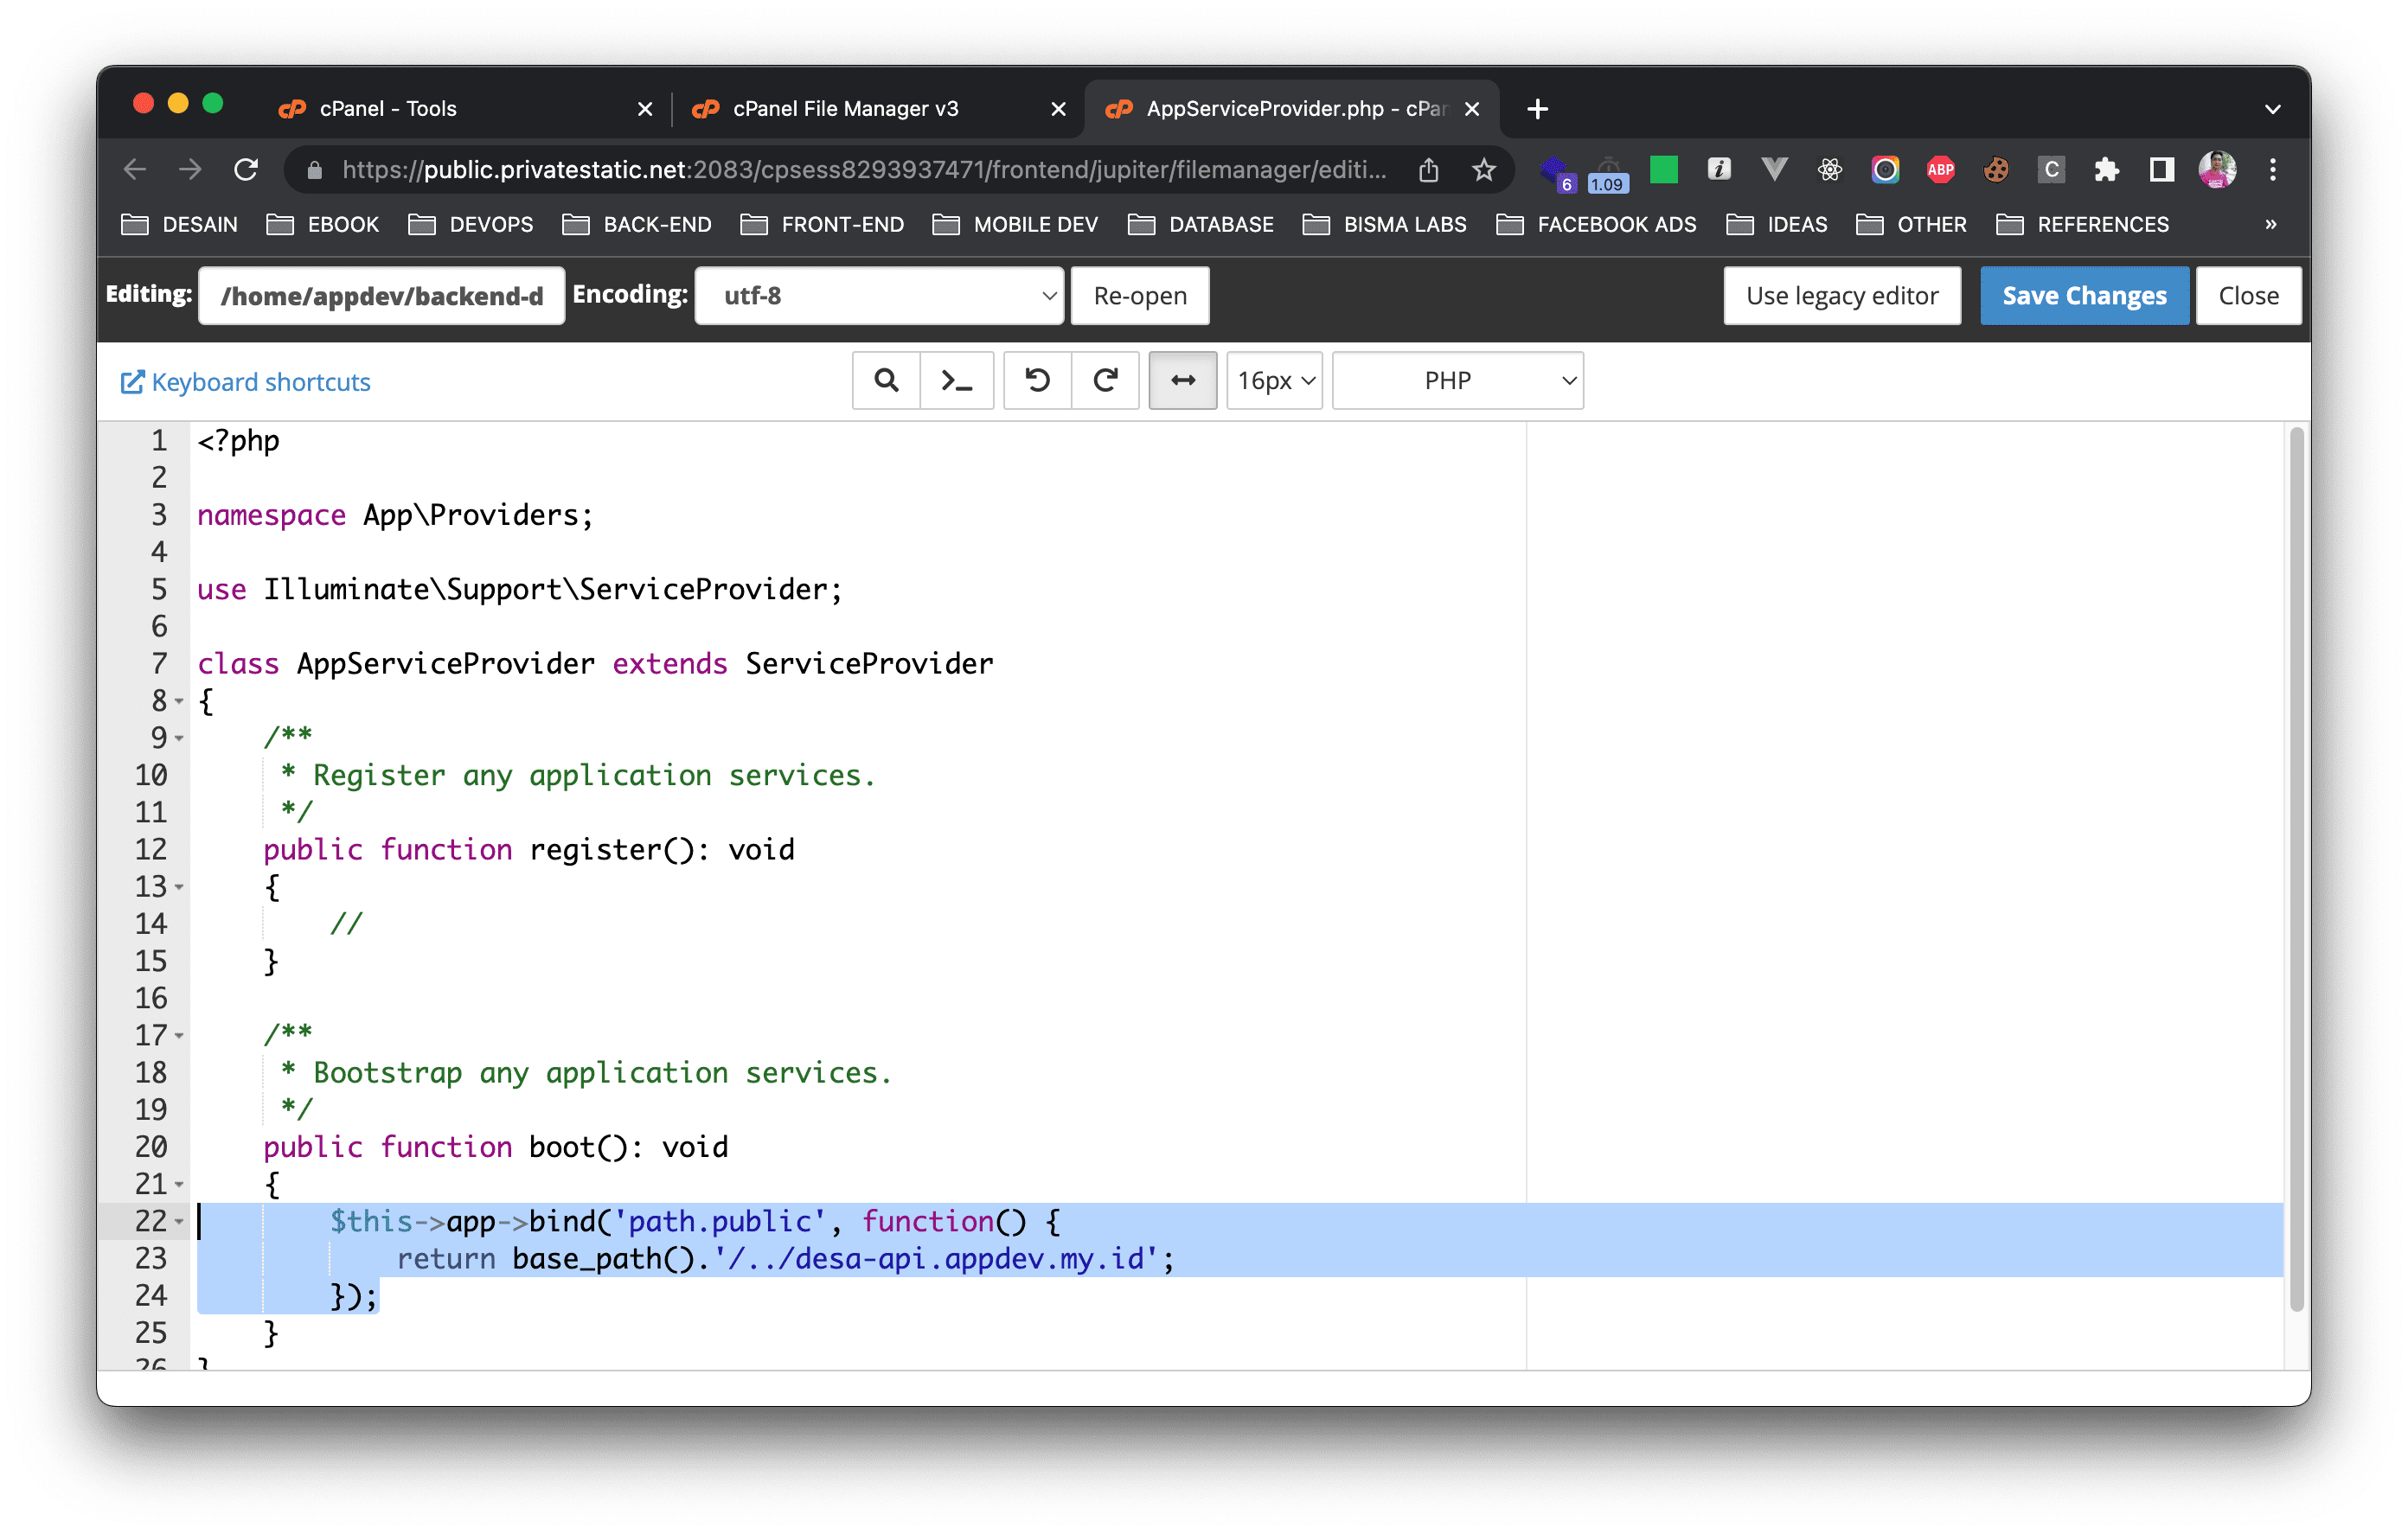 cPanel - Tools
cPanel File Manager v3
AppServiceProvider.php - cPan
https://public.privatestatic.net:2083/cpsess8293937471/frontend/jupiter/filemanager/editi...
6
1.09
ABP
C
DESAIN
EBOOK
DEVOPS
BACK-END
FRONT-END
MOBILE DEV
DATABASE
BISMA LABS
FACEBOOK ADS
IDEAS
OTHER
REFERENCES
»
Editing:
/home/appdev/backend-d
Encoding:
utf-8
Re-open
Use legacy editor
Save Changes
Close
Keyboard shortcuts
16px
PHP
1 <?php
2
3 namespace App\Providers;
4
5 use Illuminate\Support\ServiceProvider;
6
7 class AppServiceProvider extends ServiceProvider
8 {
9     /**
10      * Register any application services.
11      */
12     public function register(): void
13     {
14         //
15     }
16
17     /**
18      * Bootstrap any application services.
19      */
20     public function boot(): void
21     {
22         $this->app->bind('path.public', function() {
23             return base_path().'/../desa-api.appdev.my.id';
24         });
25     }
26 }